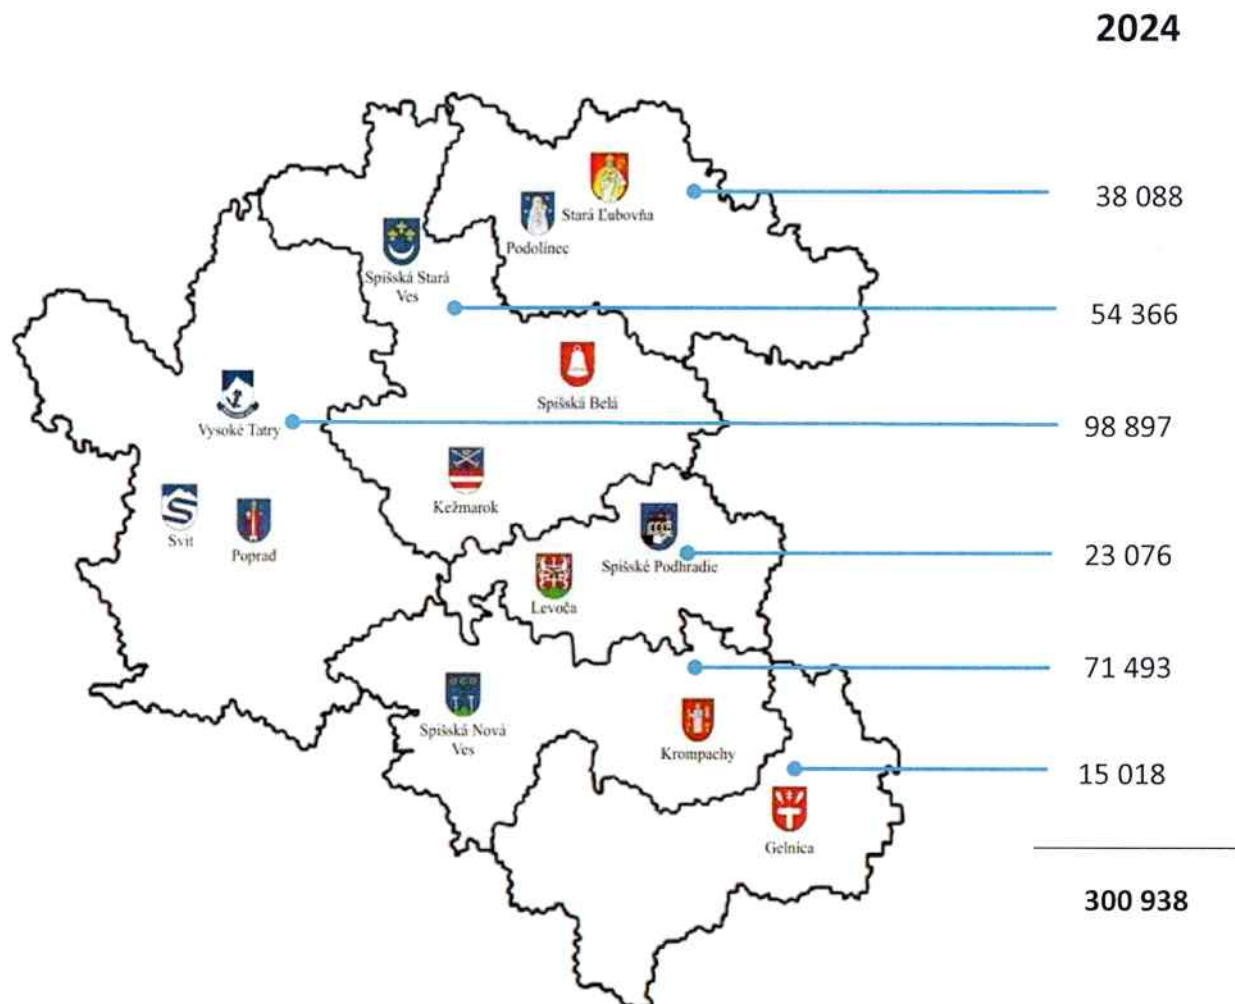 2024
38 088
Stará Ľubovňa
Podolínec
Spišská Stará
Ves
54 366
Spišská Belá
Vysoké Tatry
98 897
Kežmarok
Svit
Poprad
Spišské Podhradie
23 076
Levoča
71 493
Spišská Nová
Ves
Krompachy
15 018
Gelnica
300 938